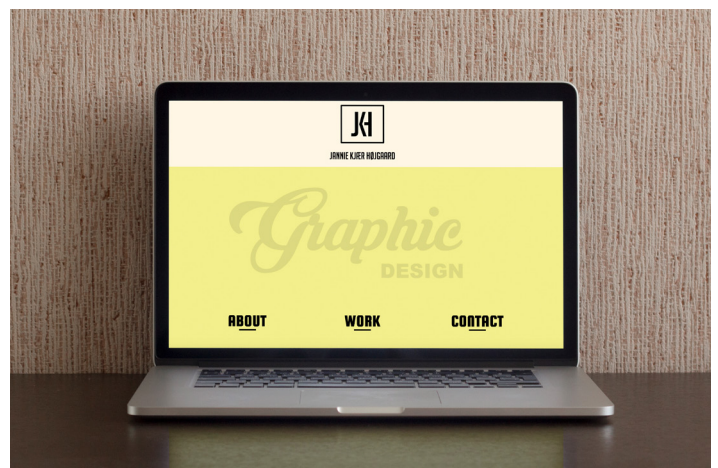 JKH
JANNIE KJÆR HØJGAARD
Graphic
DESIGN
ABOUT
WORK
CONTACT